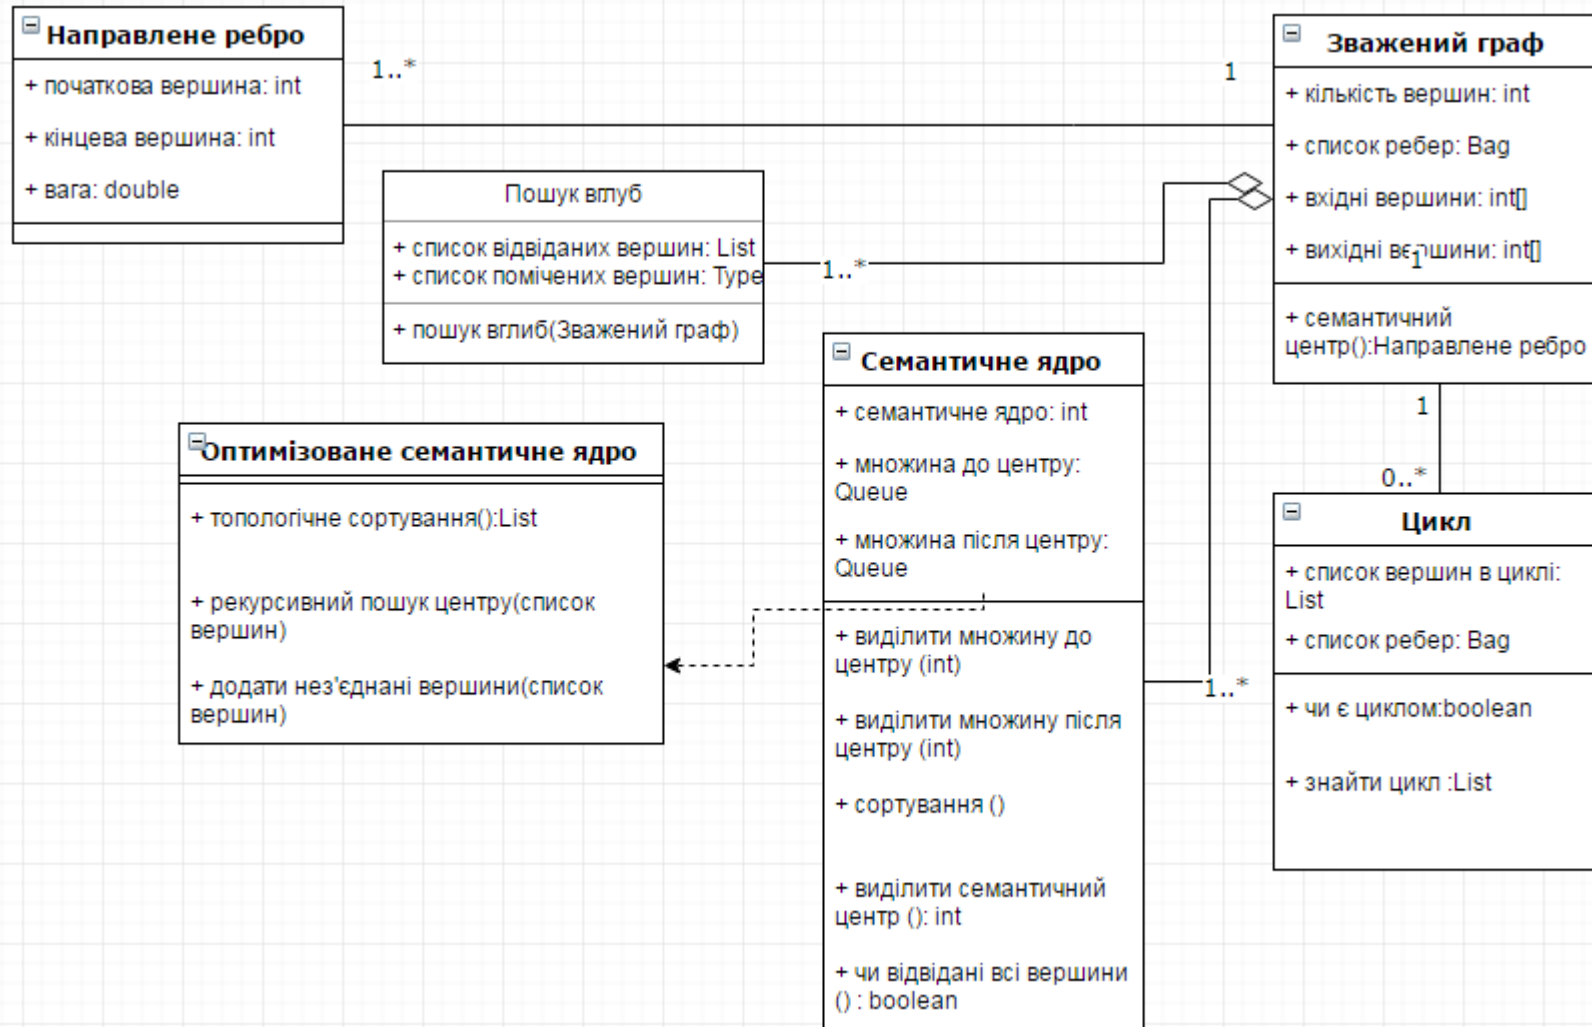 Направлене ребро
+ початкова вершина: int
+ кінцева вершина: int
+ вага: double
1..*
1
Зважений граф
+ кількість вершин: int
+ список ребер: Bag
+ вхідні вершини: int[]
+ вихідні вершини: int[]
1
+ семантичний
центр():Направлене ребро
Пошук вглуб
+ список відвіданих вершин: List
+ список помічених вершин: Type
+ пошук вглиб(Зважений граф)
1..*
Семантичне ядро
+ семантичне ядро: int
+ множина до центру:
Queue
+ множина після центру:
Queue
+ виділити множину до
центру (int)
+ виділити множину після
центру (int)
+ сортування ()
+ виділити семантичний
центр (): int
+ чи відвідані всі вершини
() : boolean
1..*
Оптимізоване семантичне ядро
+ топологічне сортування():List
+ рекурсивний пошук центру(список
вершин)
+ додати нез'єднані вершини(список
вершин)
1
0..*
Цикл
+ список вершин в циклі:
List
+ список ребер: Bag
+ чи є циклом:boolean
+ знайти цикл :List